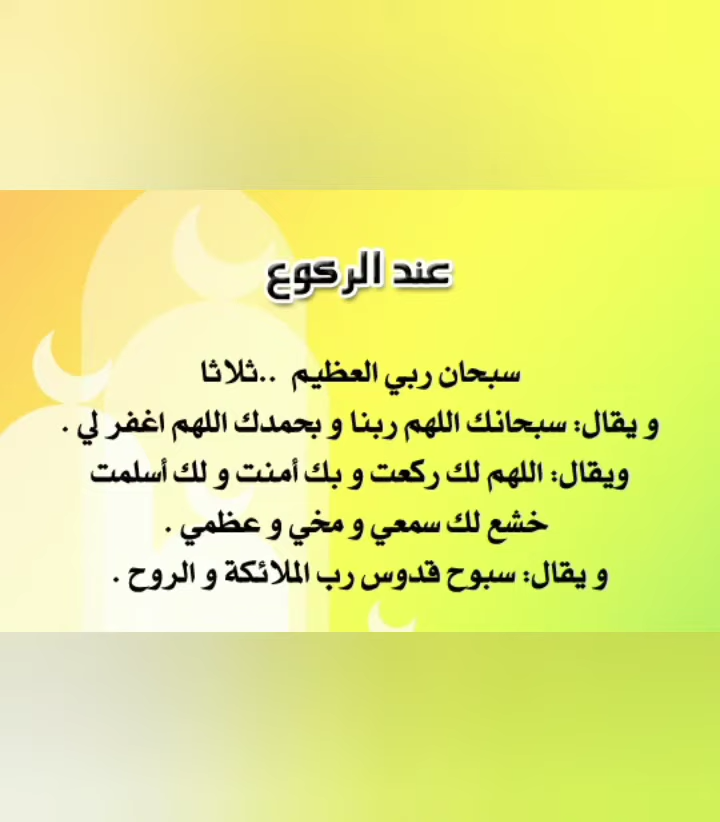 عند الركوع
سبحان ربي العظيم ..ثلاثا
و يقال: سبحانك اللهم ربنا و بحمدك اللهم اغفر لي .
ويقال: اللهم لك ركعت و بك أمنت و لك أسلمت
خشع لك سمعي و مخي و عظمي .
و يقال: سبوح قدوس رب الملائكة و الروح .